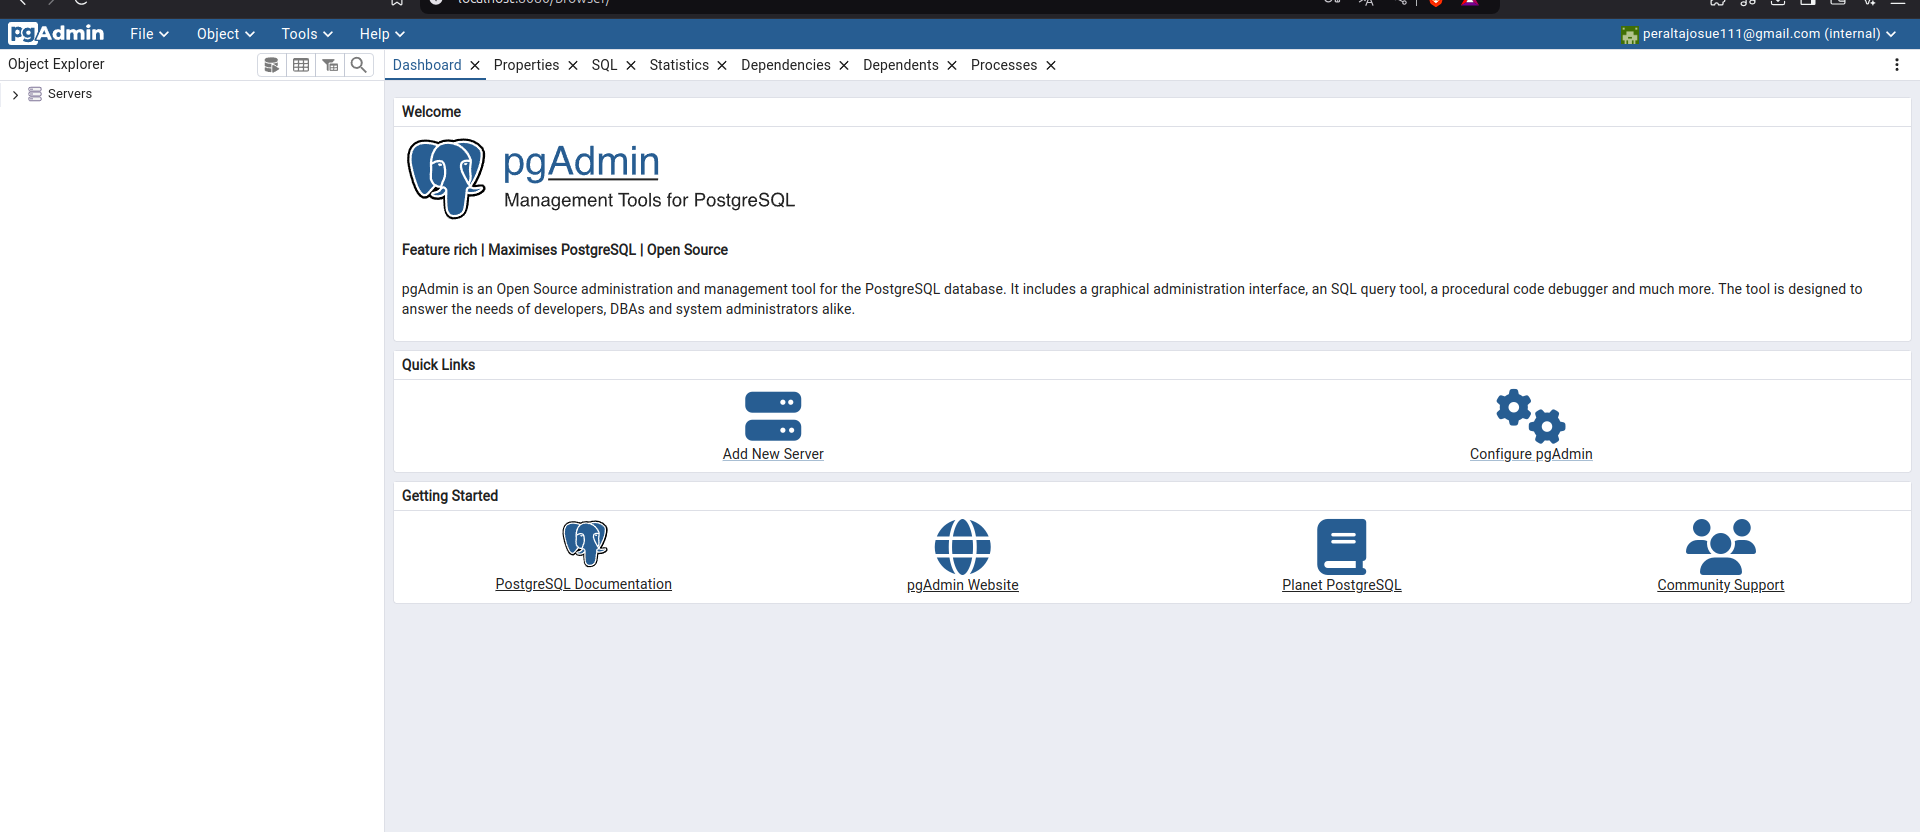 pgAdmin File Object Tools Help peraltajosue111@gmail.com (internal)
Object Explorer
Dashboard Properties SQL Statistics Dependencies Dependents Processes
Servers
Welcome
pgAdmin
Management Tools for PostgreSQL
Feature rich | Maximises PostgreSQL | Open Source
pgAdmin is an Open Source administration and management tool for the PostgreSQL database. It includes a graphical administration interface, an SQL query tool, a procedural code debugger and much more. The tool is designed to
answer the needs of developers, DBAs and system administrators alike.
Quick Links
Add New Server
Configure pgAdmin
Getting Started
PostgreSQL Documentation
pgAdmin Website
Planet PostgreSQL
Community Support